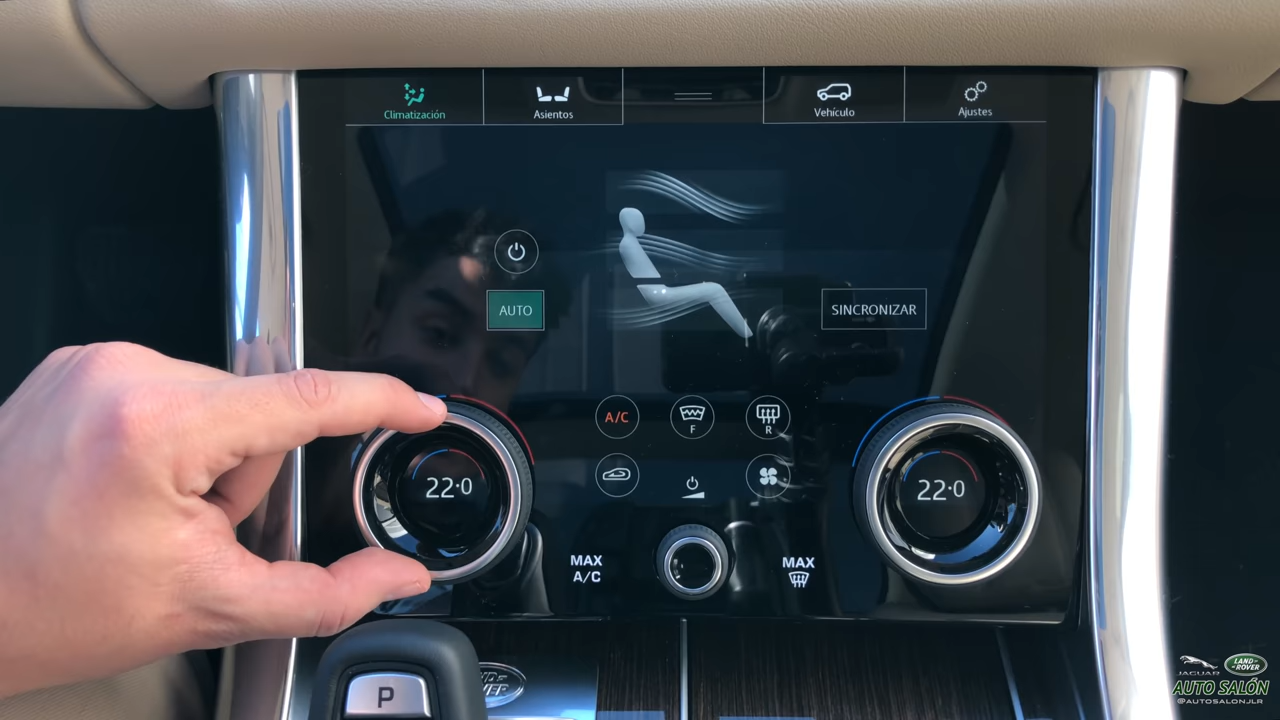 Climatización
Asientos
Vehículo
Ajustes
AUTO
SINCRONIZAR
A/C
F
R
22·0
22·0
MAX
A/C
MAX
P
JAGUAR
LAND
ROVER
AUTO SALÓN
@AUTOSALONJLR